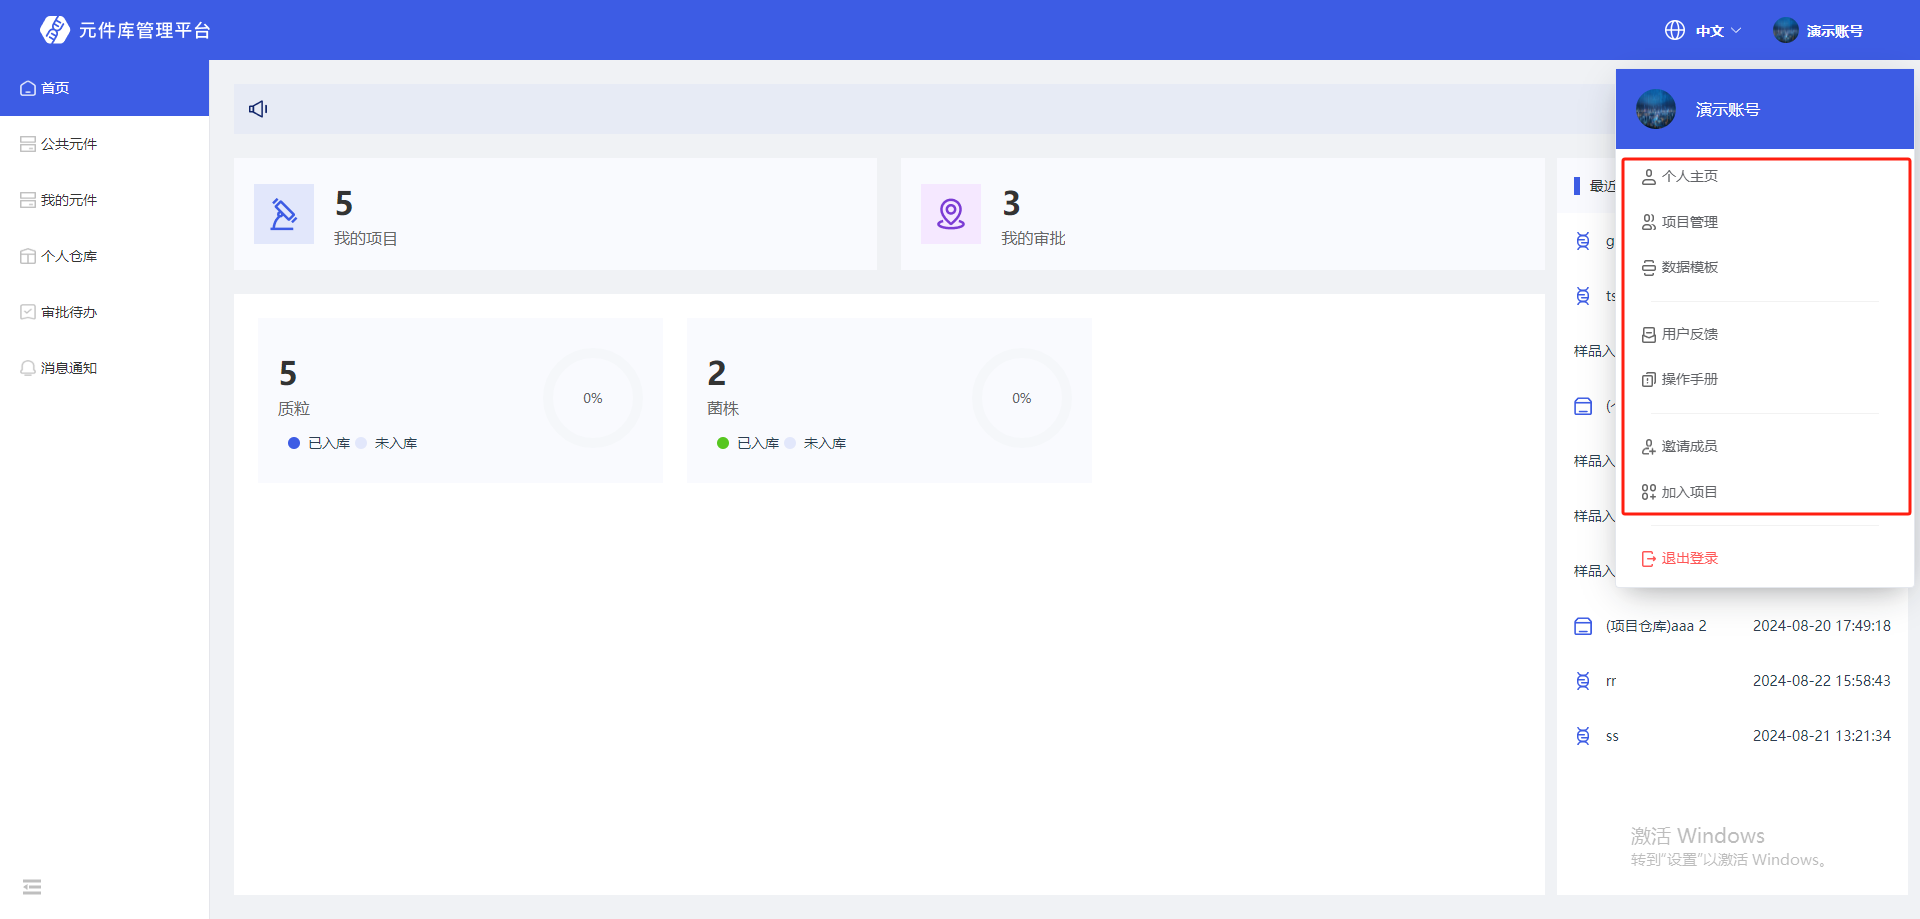 元件库管理平台
中文
演示账号
首页
公共元件
我的元件
个人仓库
审批待办
消息通知
5
我的项目
3
我的审批
5
质粒
已入库
未入库
0%
2
菌株
已入库
未入库
0%
最近
g
ts
样品入
(
样品入
样品入
样品入
(项目仓库)aaa 2
2024-08-20 17:49:18
rr
2024-08-22 15:58:43
ss
2024-08-21 13:21:34
演示账号
个人主页
项目管理
数据模板
用户反馈
操作手册
邀请成员
加入项目
退出登录
激活 Windows
转到"设置"以激活 Windows。